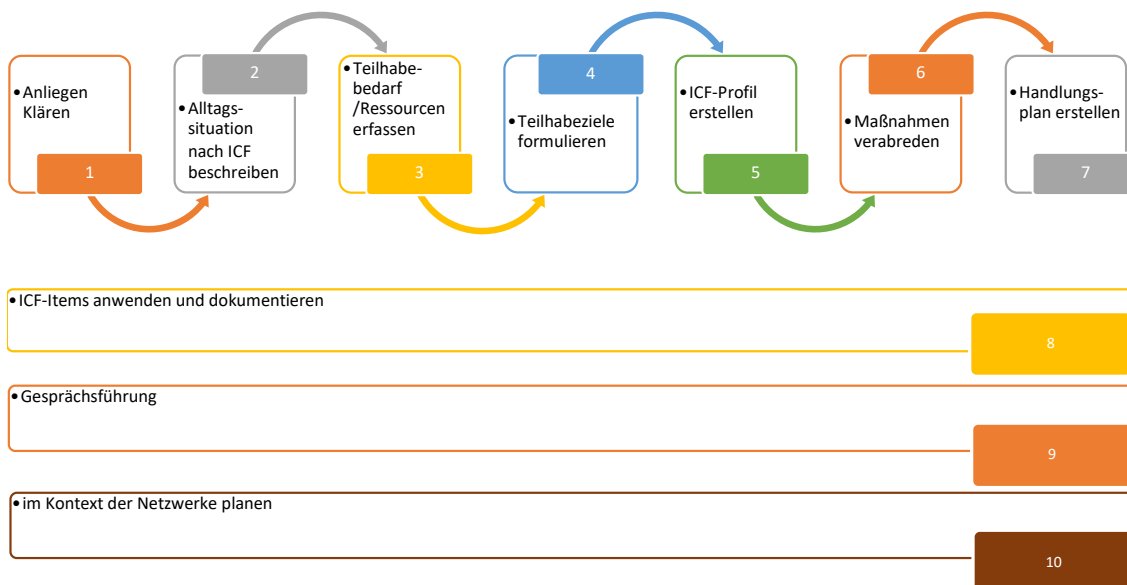 • Anliegen
Klären
1
2
• Alltags-
situation
nach ICF
beschreiben
• Teilhabe-
bedarf
/Ressourcen
erfassen
3
4
• Teilhabeziele
formulieren
• ICF-Profil
erstellen
5
6
• Maßnahmen
verabreden
• Handlungs-
plan erstellen
7
• ICF-Items anwenden und dokumentieren
8
• Gesprächsführung
9
• im Kontext der Netzwerke planen
10